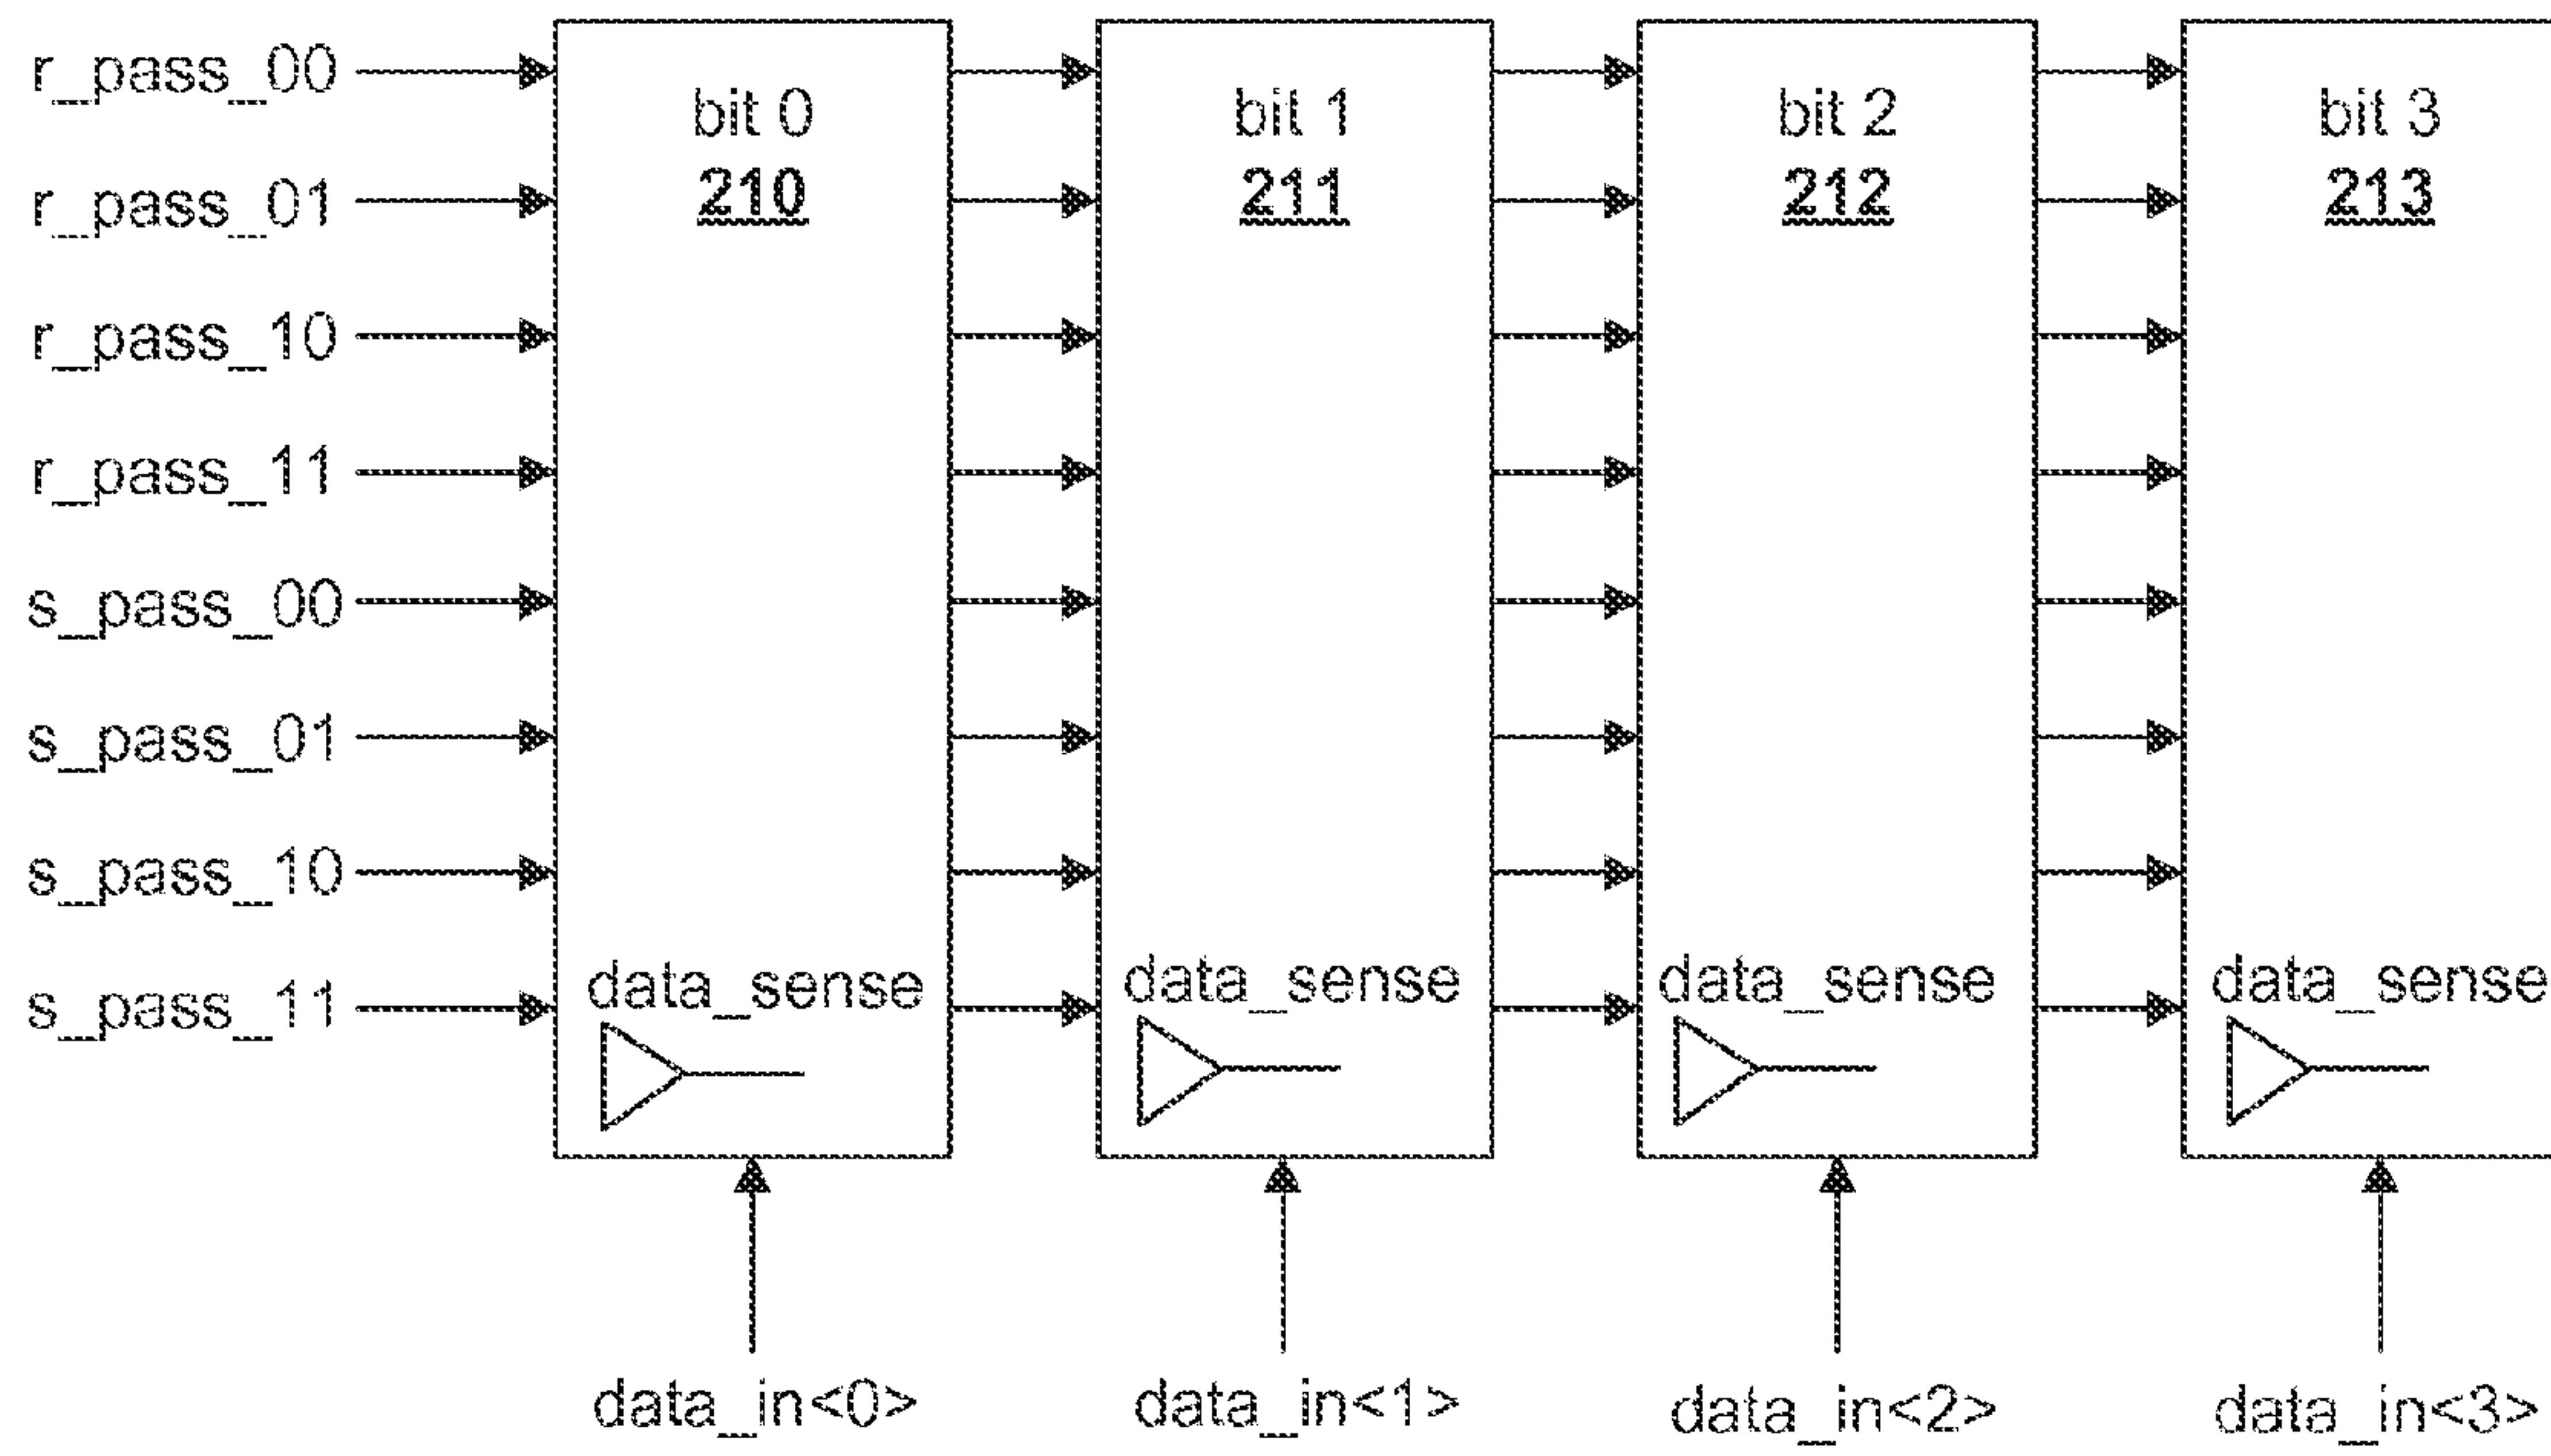 r_pass_00
r_pass_01
r_pass_10
r_pass_11
s_pass_00
s_pass_01
s_pass_10
s_pass_11
bit 0
210
data_sense
data_in<0>
bit 1
211
data_sense
data_in<1>
bit 2
212
data_sense
data_in<2>
bit 3
213
data_sense
data_in<3>